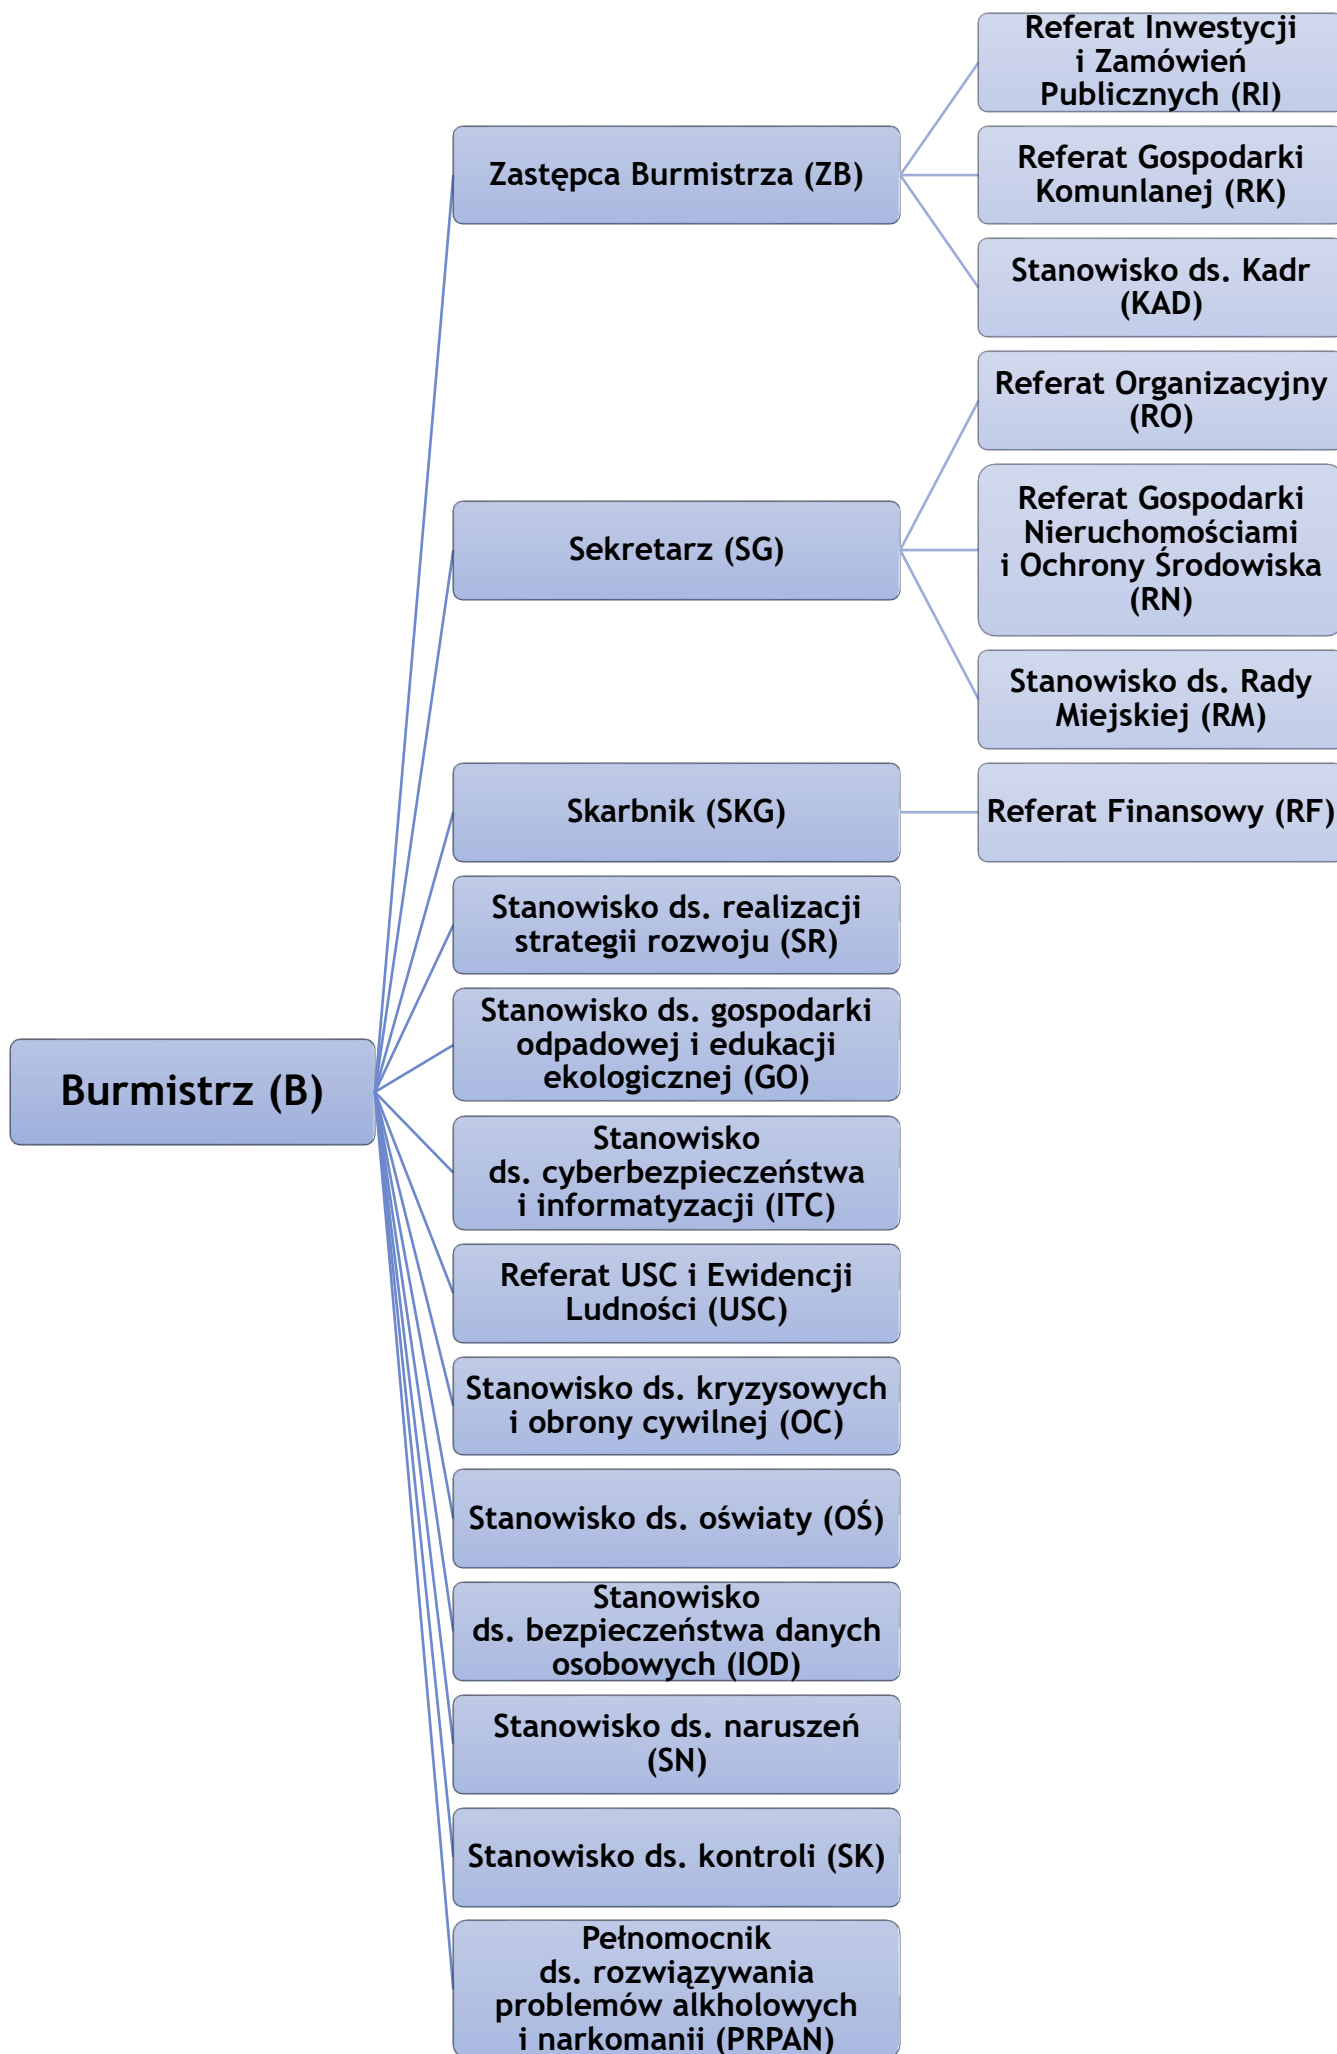 Burmistrz (B)
Zastępca Burmistrza (ZB)
Referat Inwestycji
i Zamówień
Publicznych (RI)
Referat Gospodarki
Komunlanej (RK)
Stanowisko ds. Kadr
(KAD)
Sekretarz (SG)
Referat Organizacyjny
(RO)
Referat Gospodarki
Nieruchomościami
i Ochrony Środowiska
(RN)
Stanowisko ds. Rady
Miejskiej (RM)
Skarbnik (SKG)
Referat Finansowy (RF)
Stanowisko ds. realizacji
strategii rozwoju (SR)
Stanowisko ds. gospodarki
odpadowej i edukacji
ekologicznej (GO)
Stanowisko
ds. cyberbezpieczeństwa
i informatyzacji (ITC)
Referat USC i Ewidencji
Ludności (USC)
Stanowisko ds. kryzysowych
i obrony cywilnej (OC)
Stanowisko ds. oświaty (OŚ)
Stanowisko
ds. bezpieczeństwa danych
osobowych (IOD)
Stanowisko ds. naruszeń
(SN)
Stanowisko ds. kontroli (SK)
Pełnomocnik
ds. rozwiązywania
problemów alkholowych
i narkomanii (PRPAN)